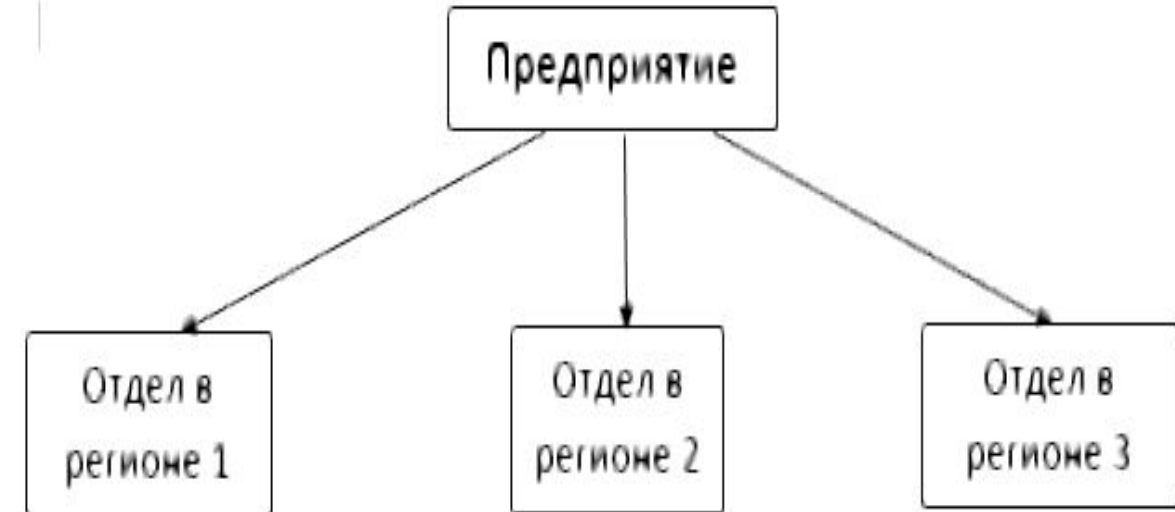 Предприятие
Отдел в
регионе 1
Отдел в
регионе 2
Отдел в
регионе 3